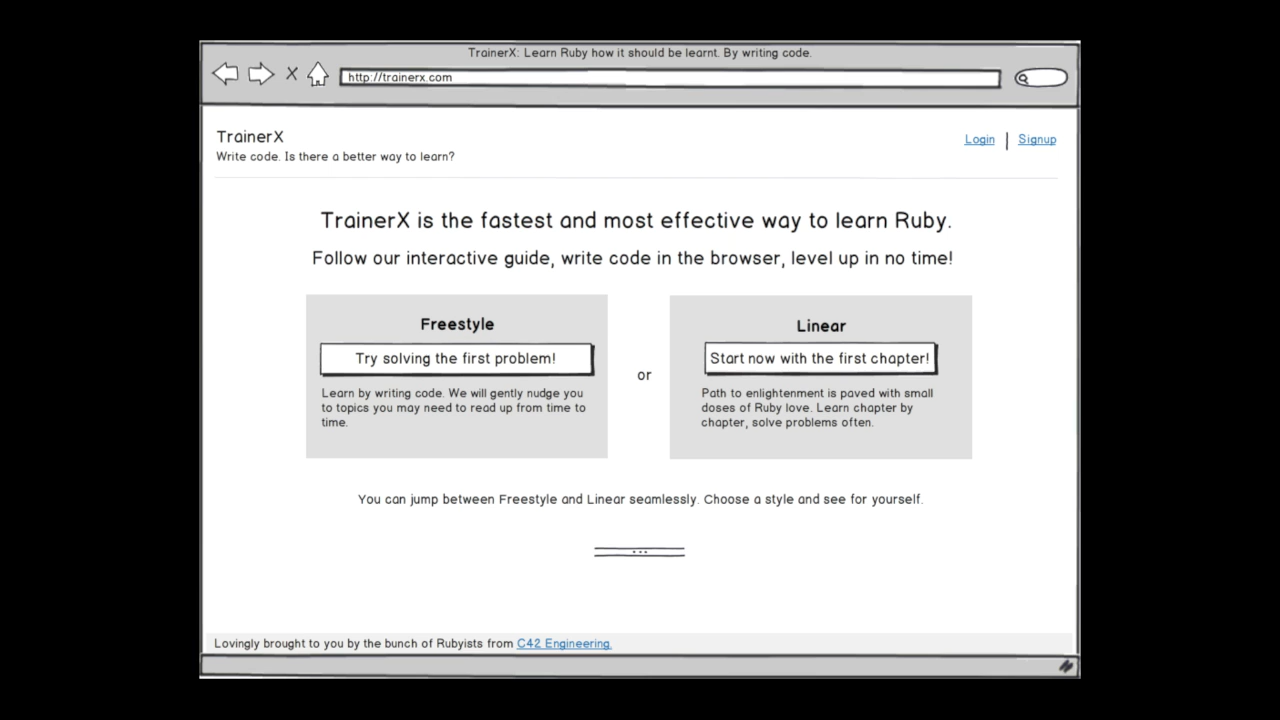 TrainerX: Learn Ruby how it should be learnt. By writing code.
http://trainerx.com
TrainerX
Write code. Is there a better way to learn?
Login | Signup
TrainerX is the fastest and most effective way to learn Ruby.
Follow our interactive guide, write code in the browser, level up in no time!
Freestyle
Try solving the first problem!
Learn by writing code. We will gently nudge you
to topics you may need to read up from time to
time.
or
Linear
Start now with the first chapter!
Path to enlightenment is paved with small
doses of Ruby love. Learn chapter by
chapter, solve problems often.
You can jump between Freestyle and Linear seamlessly. Choose a style and see for yourself.
Lovingly brought to you by the bunch of Rubyists from C42 Engineering.